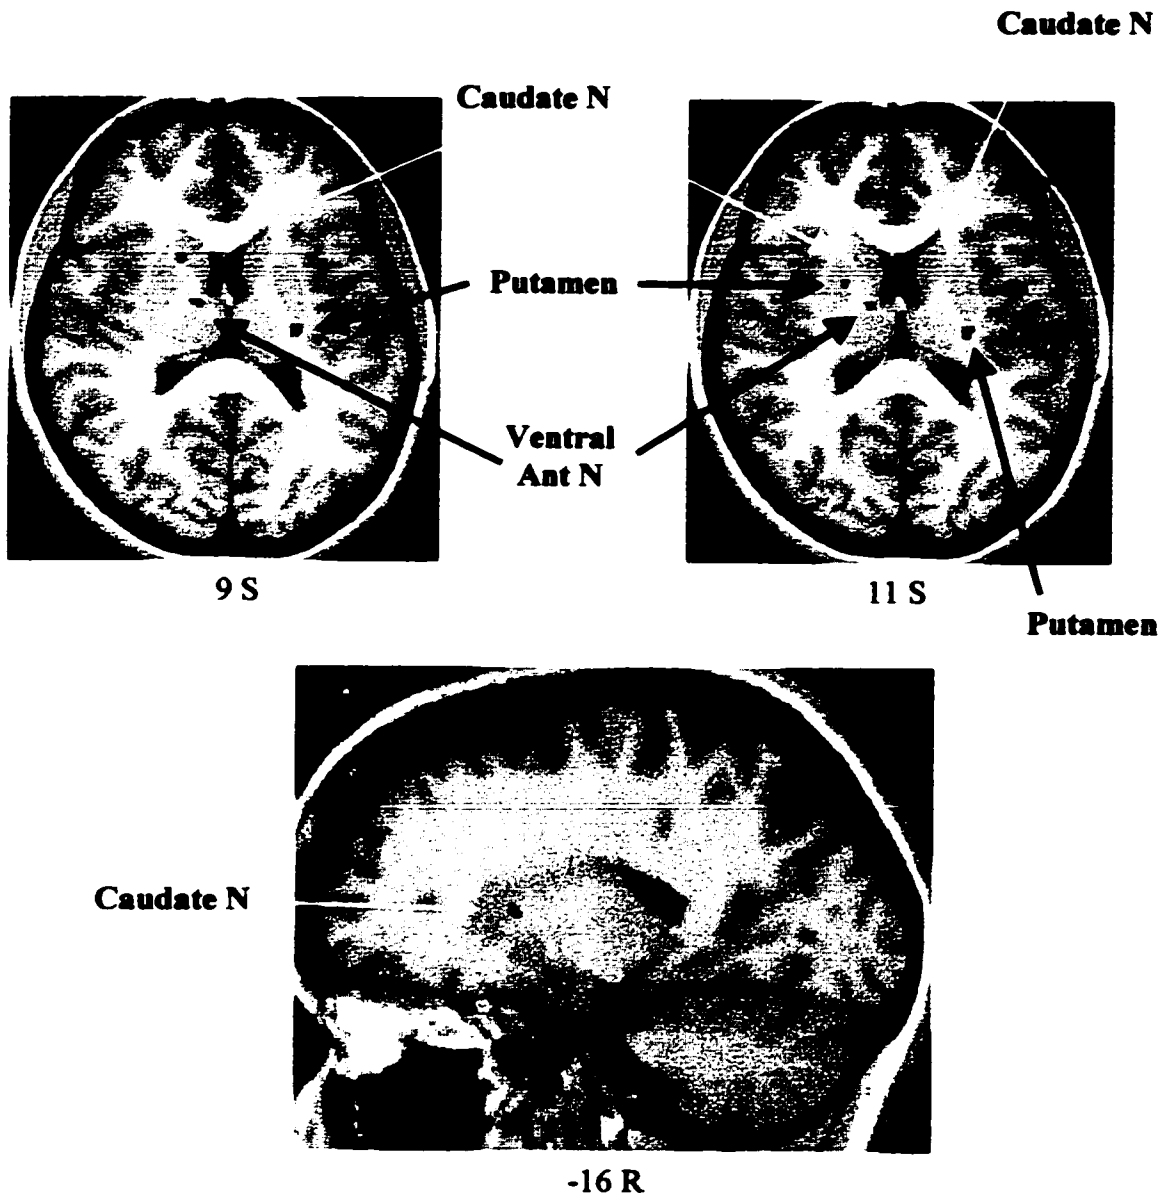 Caudate N
Caudate N
Putamen
Ventral
Ant N
9 S
11 S
Putamen
Caudate N
-16 R